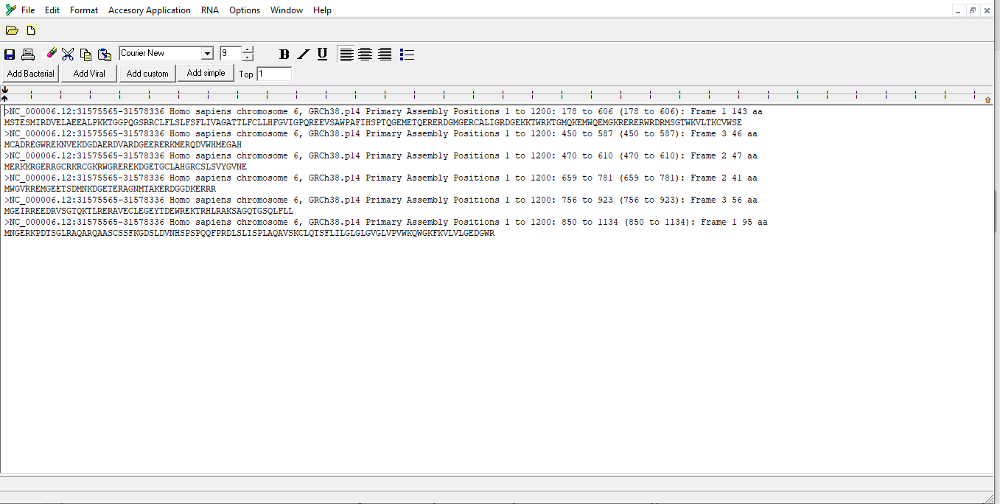 File Edit Format Accesory Application RNA Options Window Help
Courier New 9 B I U
Add Bacterial Add Viral Add custom Add simple Top 1
>NC_000006.12:31575565-31578336 Homo sapiens chromosome 6, GRCh38.p14 Primary Assembly Positions 1 to 1200: 178 to 606 (178 to 606): Frame 1 143 aa
MSTESMIRDVELAEEALPKKTGGPQGSRRCLFLSLFSFLIVAGATTLFCLLHFGVIGPQREEVSAWPAFIHSPTQGEMETQERERDGMGERCALIGRDGEKKTWRKTGMQKEMWQEMGKRERERWRDRMSGTWKVLTKCVWSE
>NC_000006.12:31575565-31578336 Homo sapiens chromosome 6, GRCh38.p14 Primary Assembly Positions 1 to 1200: 450 to 587 (450 to 587): Frame 3 46 aa
MCADREGWREKNVEKDGDAERDVARDGEERERKMERQDVWHMEGAH
>NC_000006.12:31575565-31578336 Homo sapiens chromosome 6, GRCh38.p14 Primary Assembly Positions 1 to 1200: 470 to 610 (470 to 610): Frame 2 47 aa
MERKKRGERRGCRKRCGKRWGREREKDGETGCLAHGRCSLSVYGVNE
>NC_000006.12:31575565-31578336 Homo sapiens chromosome 6, GRCh38.p14 Primary Assembly Positions 1 to 1200: 659 to 781 (659 to 781): Frame 2 41 aa
MWGVRREMGEETSDMNKDGETERAGNMTAKERDGGDKERRR
>NC_000006.12:31575565-31578336 Homo sapiens chromosome 6, GRCh38.p14 Primary Assembly Positions 1 to 1200: 756 to 923 (756 to 923): Frame 3 56 aa
MGEIRREEDRVSGTQKTLRERAVECLEGEYTDEWREKTRHLRAKSAGQTGSQLFLL
>NC_000006.12:31575565-31578336 Homo sapiens chromosome 6, GRCh38.p14 Primary Assembly Positions 1 to 1200: 850 to 1134 (850 to 1134): Frame 1 95 aa
MNGERKPDTSGLRAQARQAASCSSFKGDSLDVNHSPSPQQFPRDLSLISPLAQAVSKCLQTSFLILGLGLGVGLVPVWKQWGKFKVLVLGEDGWR